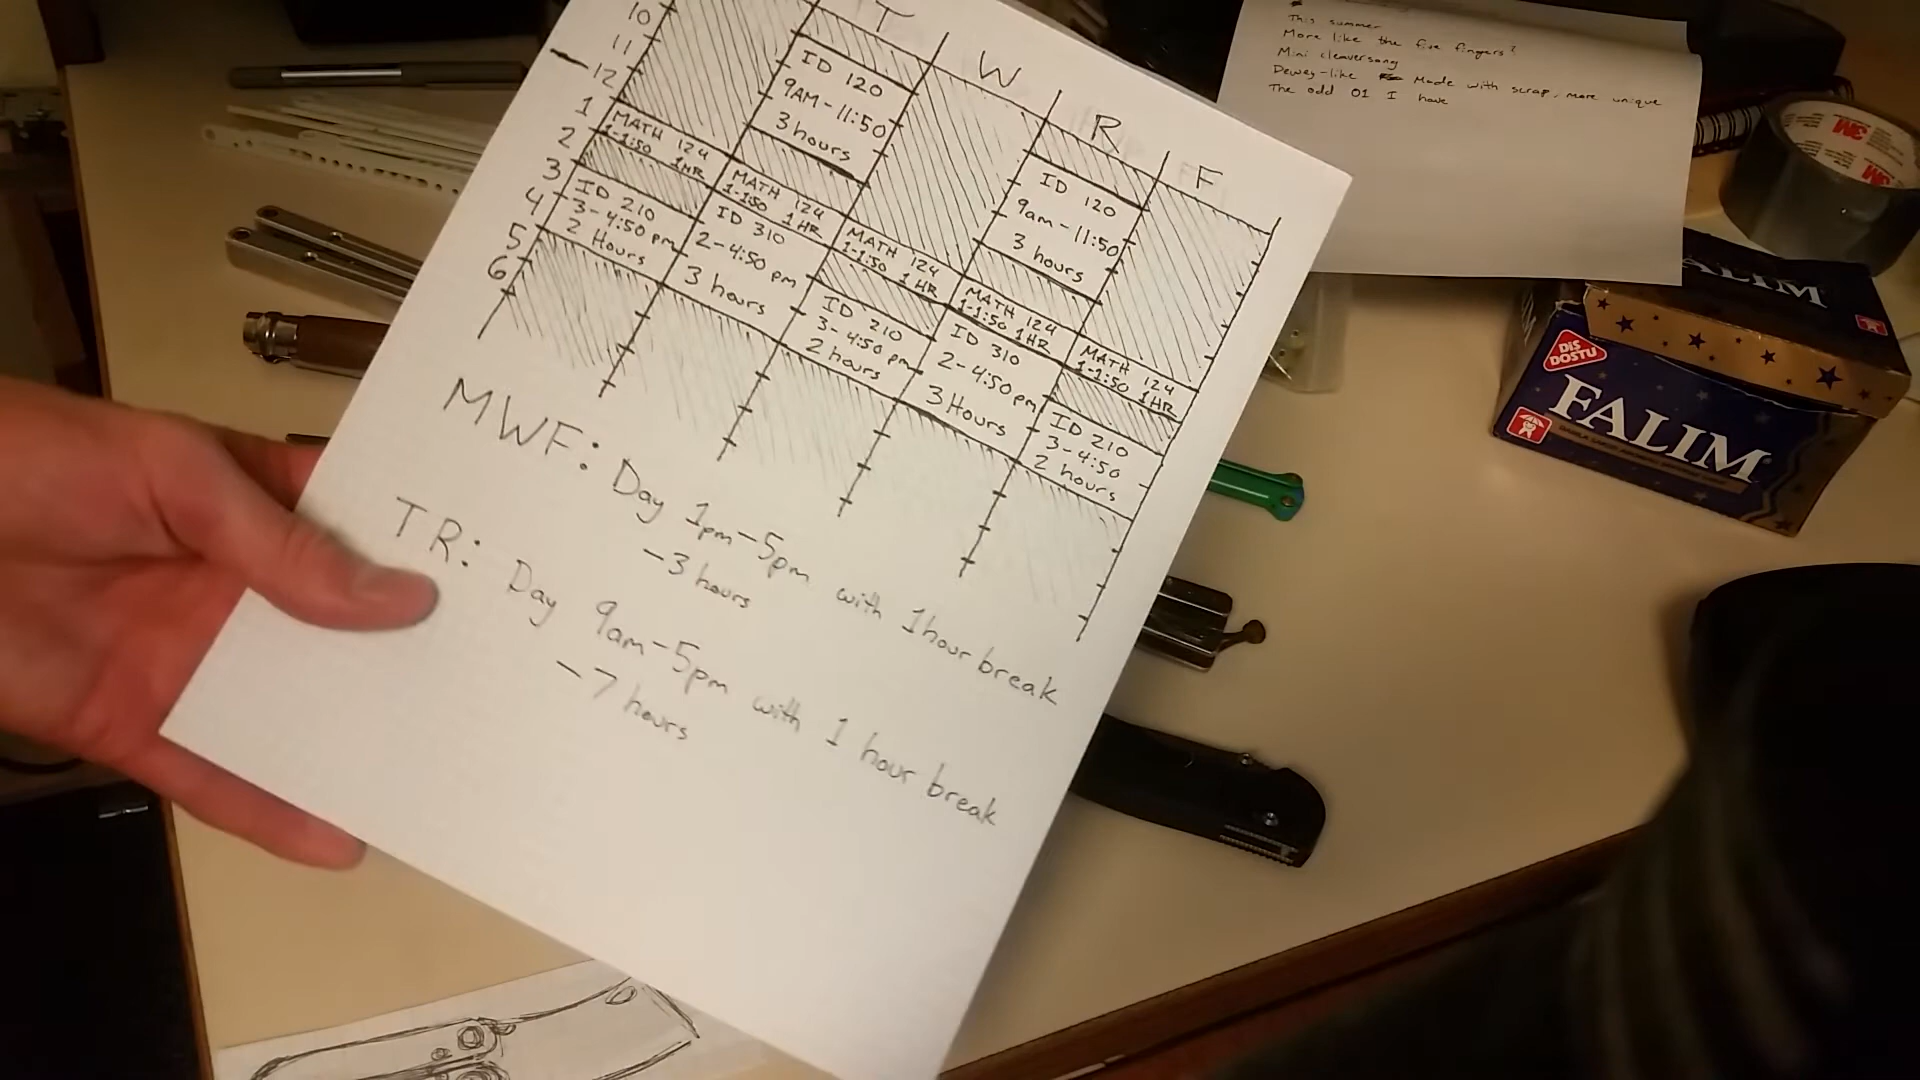 T
W
R
F
10
11
12
1
2
3
4
5
6
MATH 124
1-1:50 1HR
ID 210
3-4:50 pm
2 Hours
ID 120
9AM-11:50
3 hours
MATH 124
1-1:50 1HR
ID 310
2-4:50 pm
3 hours
MATH 124
1-1:50 1 HR
ID 210
3-4:50 pm
2 hours
ID 120
9am-11:50
3 hours
MATH 124
1-1:50 1HR
ID 310
2-4:50 pm
3 Hours
MATH 124
1-1:50 1HR
ID 210
3-4:50
2 hours
MWF: Day 1pm-5pm with 1 hour break
-3 hours
TR: Day 9am-5pm with 1 hour break
-7 hours
This summer
More like the five fingers?
Mini cleaversong
Dewey-like Made with scrap, more unique
The odd 01 I have
3M
3M
FALIM
DIS DOSTU
FALIM